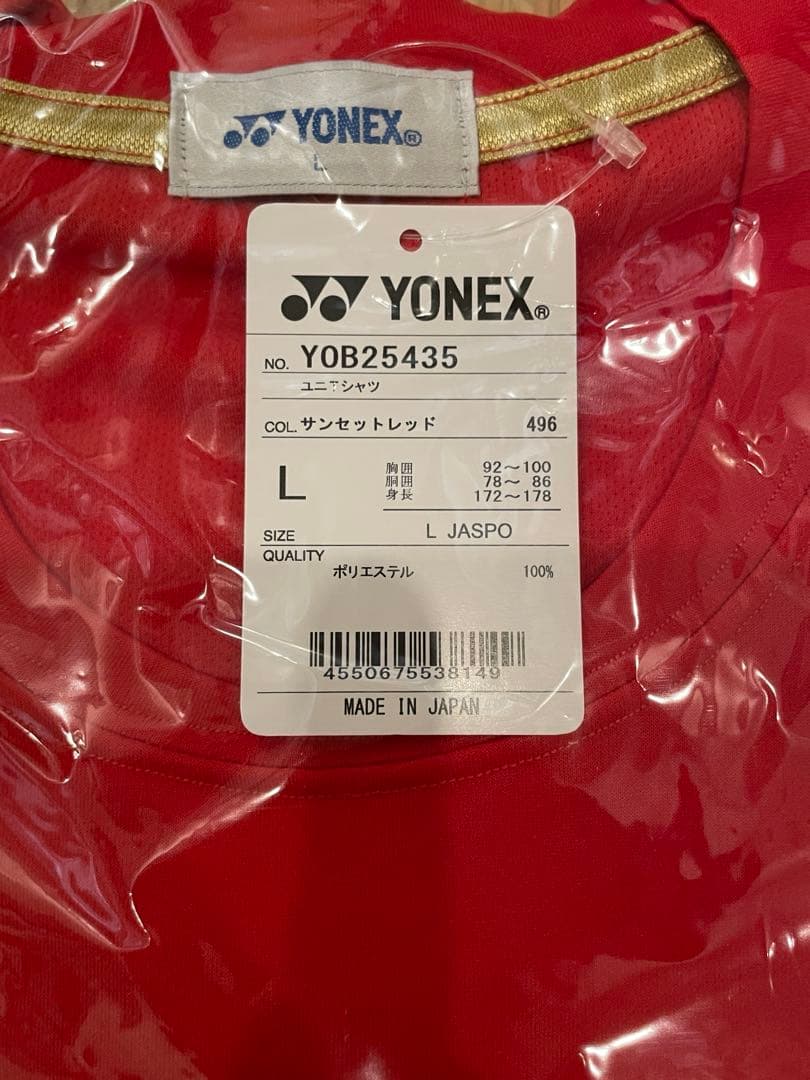 YONEX®
L
YONEX®
NO. YOB25435
ユニTシャツ
COL. サンセットレッド 496
L 胸囲 92〜100
胴囲 78〜 86
身長 172〜178
SIZE L JASPO
QUALITY
ポリエステル 100%
4550675538149
MADE IN JAPAN